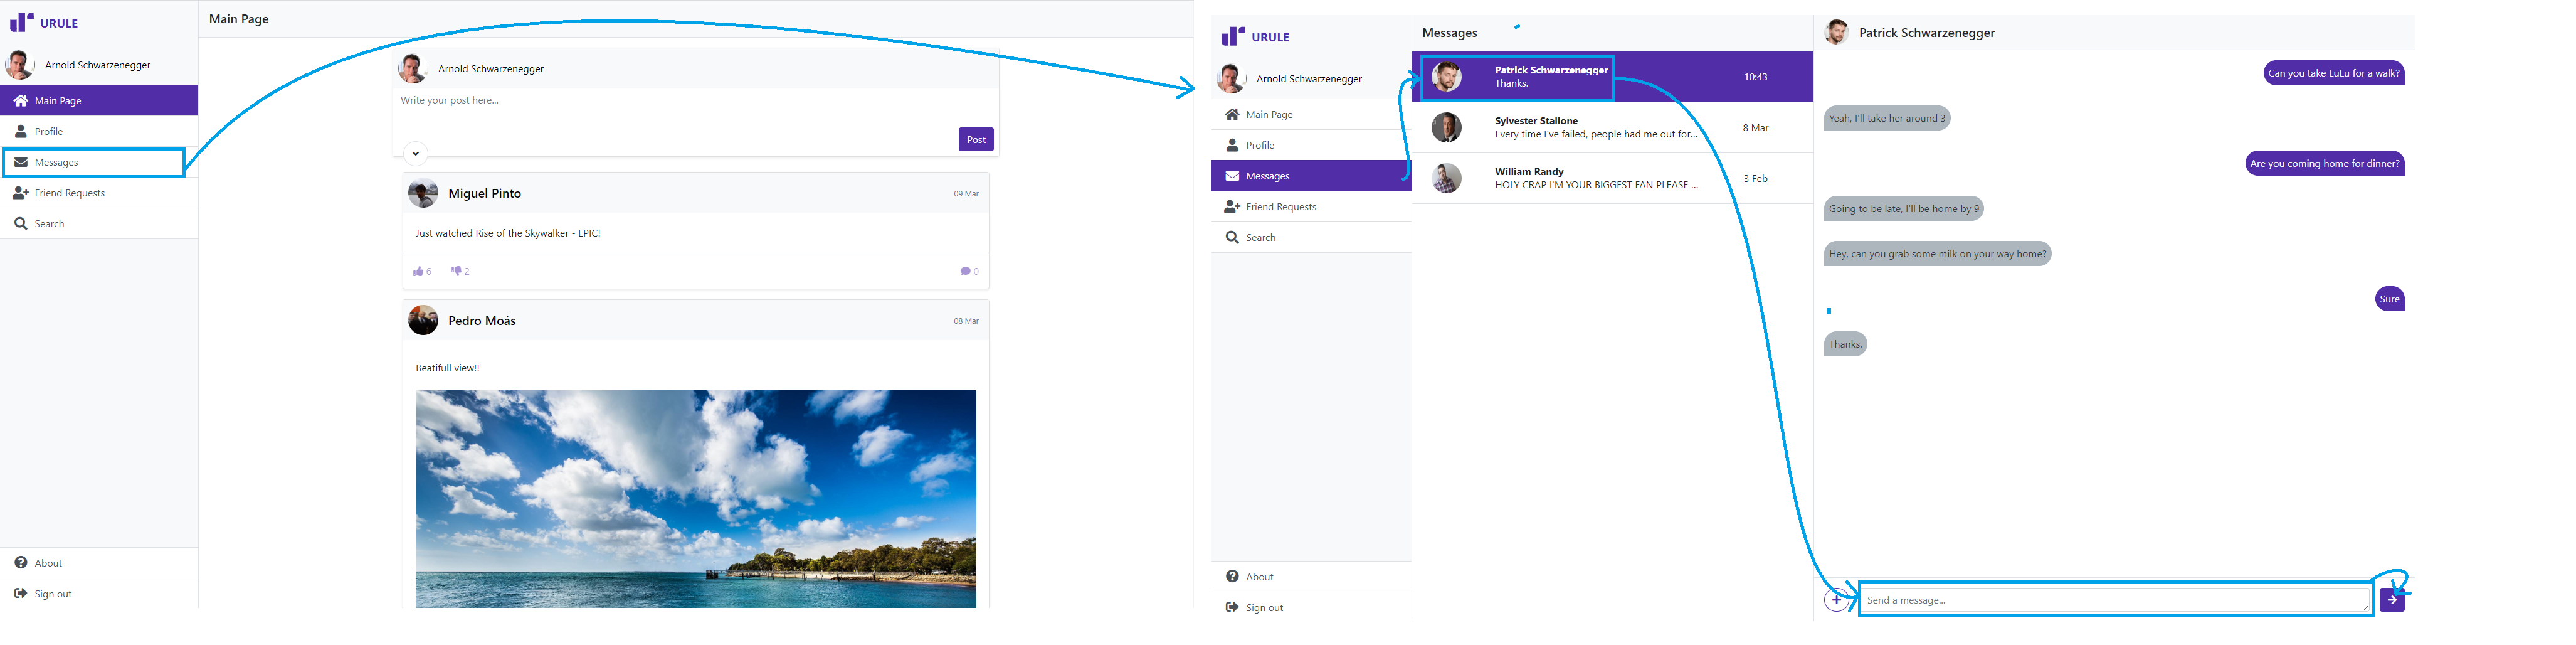 URULE
Main Page
Arnold Schwarzenegger
Main Page
Profile
Messages
Friend Requests
Search
About
Sign out
Arnold Schwarzenegger
Write your post here...
Post
Miguel Pinto
09 Mar
Just watched Rise of the Skywalker - EPIC!
6
2
0
Pedro Moás
08 Mar
Beatifull view!!
URULE
Arnold Schwarzenegger
Main Page
Profile
Messages
Friend Requests
Search
About
Sign out
Messages
Patrick Schwarzenegger
Thanks.
10:43
Sylvester Stallone
Every time I've failed, people had me out for...
8 Mar
William Randy
HOLY CRAP I'M YOUR BIGGEST FAN PLEASE ...
3 Feb
Patrick Schwarzenegger
Can you take LuLu for a walk?
Yeah, I'll take her around 3
Are you coming home for dinner?
Going to be late, I'll be home by 9
Hey, can you grab some milk on your way home?
Sure
Thanks.
Send a message...